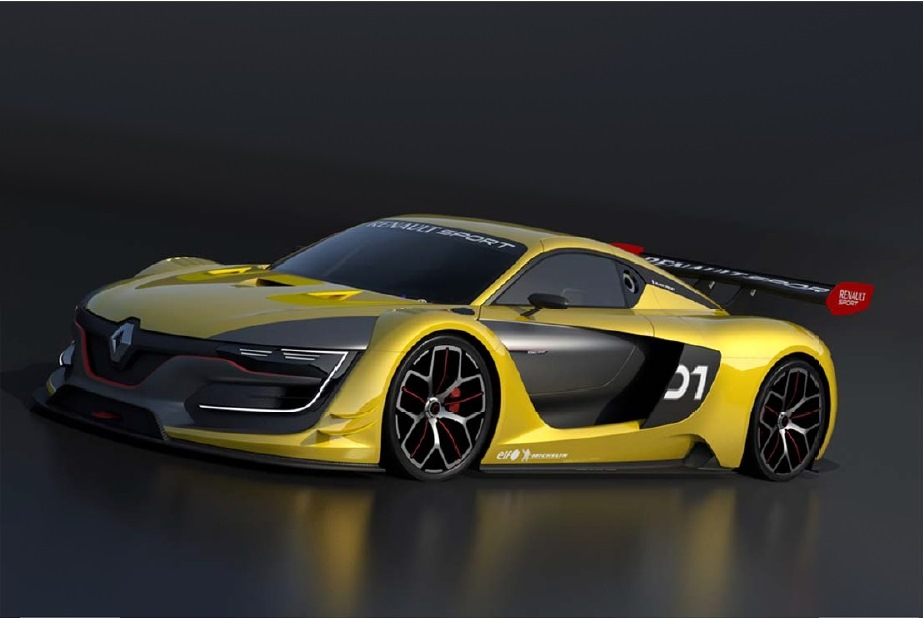 RENAULT SPORT
RENAULT SPORT
RENAULT
SPORT
01
elf MICHELIN